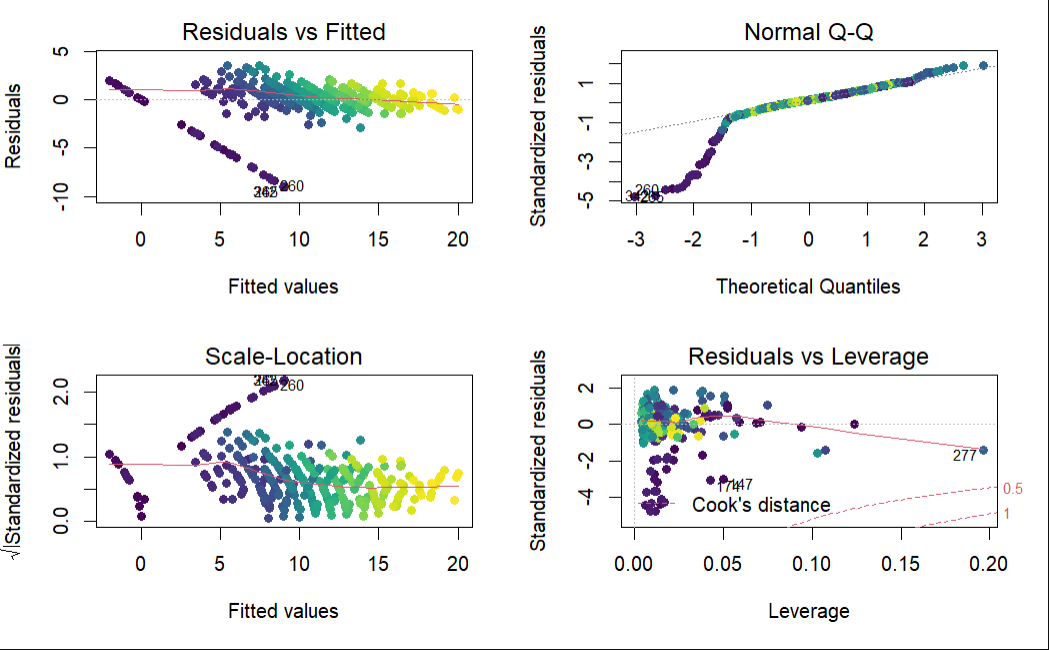 Residuals vs Fitted
Residuals
5
0
-5
-10
260
0 5 10 15 20
Fitted values
Normal Q-Q
Standardized residuals
1
-1
-3
-5
260
-3 -2 -1 0 1 2 3
Theoretical Quantiles
Scale-Location
√|Standardized residuals|
2.0
1.0
0.0
260
0 5 10 15 20
Fitted values
Residuals vs Leverage
Standardized residuals
2
0
-2
-4
277
Cook's distance
0.5
1
0.00 0.05 0.10 0.15 0.20
Leverage